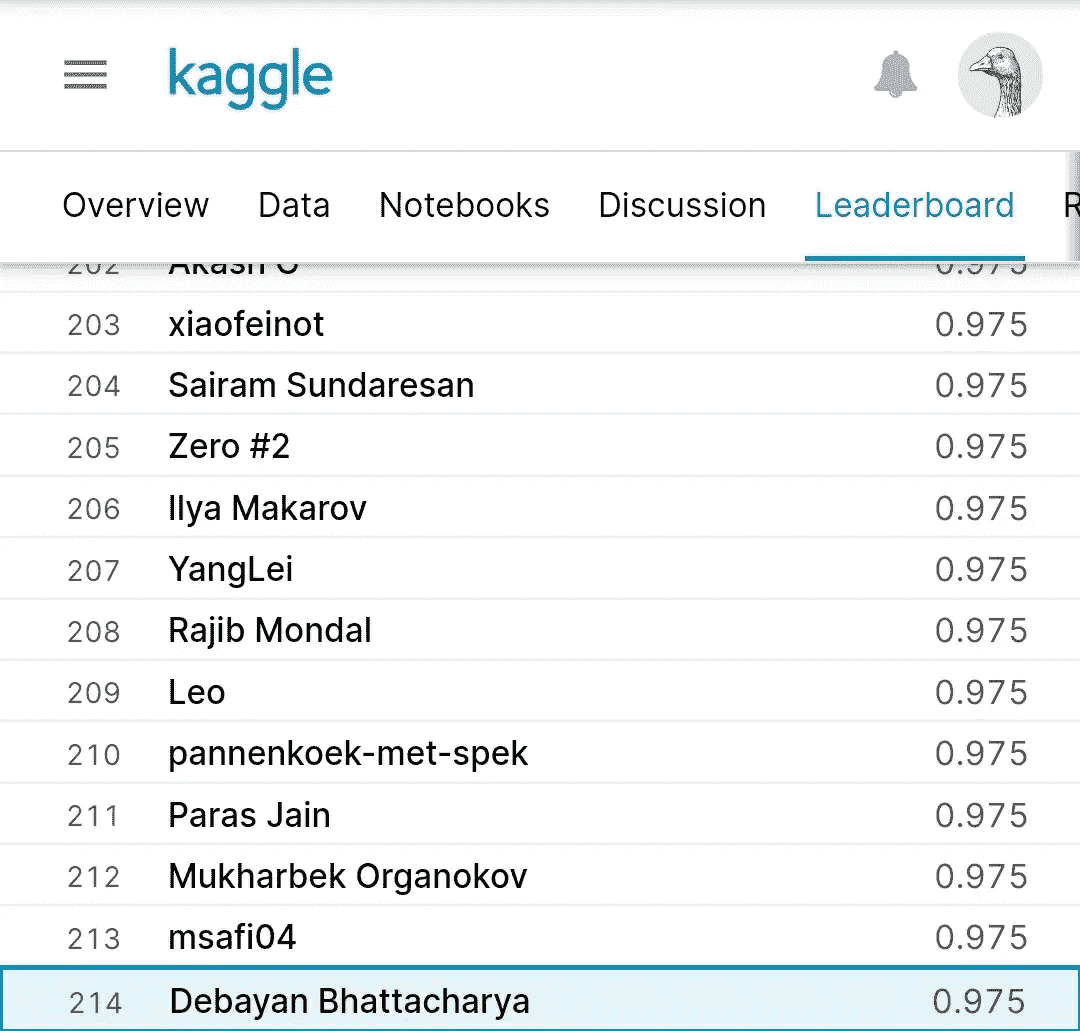 kaggle
Overview Data Notebooks Discussion Leaderboard
202 Akash 0.975
203 xiaofeinot 0.975
204 Sairam Sundaresan 0.975
205 Zero #2 0.975
206 Ilya Makarov 0.975
207 YangLei 0.975
208 Rajib Mondal 0.975
209 Leo 0.975
210 pannenkoek-met-spek 0.975
211 Paras Jain 0.975
212 Mukharbek Organokov 0.975
213 msafi04 0.975
214 Debayan Bhattacharya 0.975